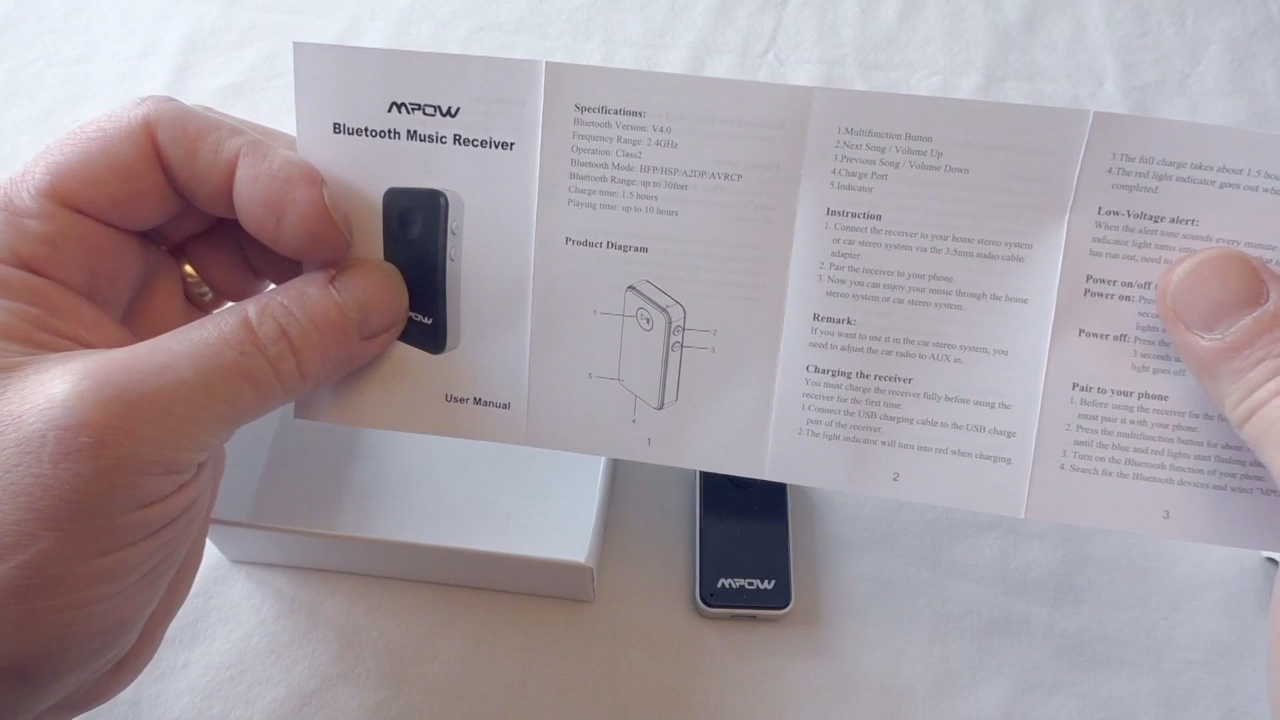 MPOW
Bluetooth Music Receiver
User Manual
Specifications:
Bluetooth Version: V4.0
Frequency Range: 2.4GHz
Operation: Class2
Bluetooth Mode: HFP/HSP/A2DP/AVRCP
Bluetooth Range: up to 30feet
Charge time: 1.5 hours
Playing time: up to 10 hours
Product Diagram
1
2
3
5
4
1
1.Multifunction Button
2.Next Song / Volume Up
3.Previous Song / Volume Down
4.Charge Port
5.Indicator
Instruction
1. Connect the receiver to your home stereo system
or car stereo system via the 3.5mm audio cable/
adapter.
2. Pair the receiver to your phone.
3. Now you can enjoy your music through the home
stereo system or car stereo system.
Remark:
If you want to use it in the car stereo system, you
need to adjust the car radio to AUX in.
Charging the receiver
You must charge the receiver fully before using the
receiver for the first time.
1.Connect the USB charging cable to the USB charge
port of the receiver.
2.The light indicator will turn into red when charging.
2
3.The full charge takes about 1.5
4.The red light indicator goes out
completed.
Low-Voltage alert:
When the alert tone sounds every minute
indicator light turns
has run out, need to
Power on/off
Power on:
lights
Power off: Press the
3 seconds
light goes off.
Pair to your phone
1. Before using the receiver for the
must pair it with your phone.
2. Press the multifunction button for about
until the blue and red lights start flashing
3. Turn on the Bluetooth function of your phone.
4. Search for the Bluetooth devices and select
3
MPOW